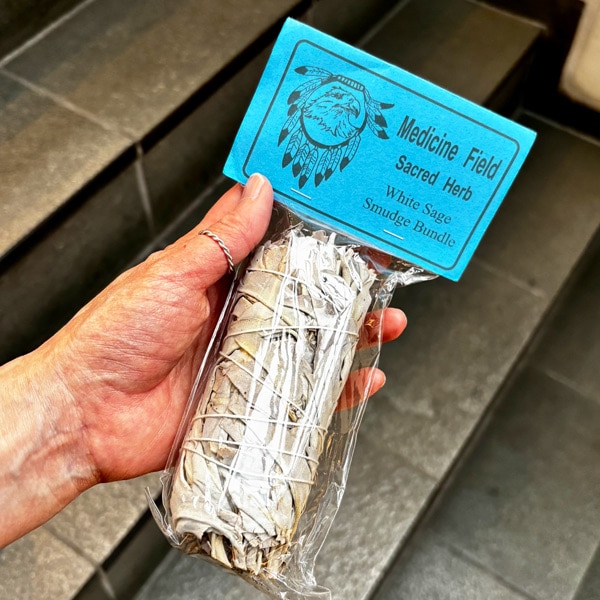 Medicine Field
Sacred Herb
White Sage
Smudge Bundle